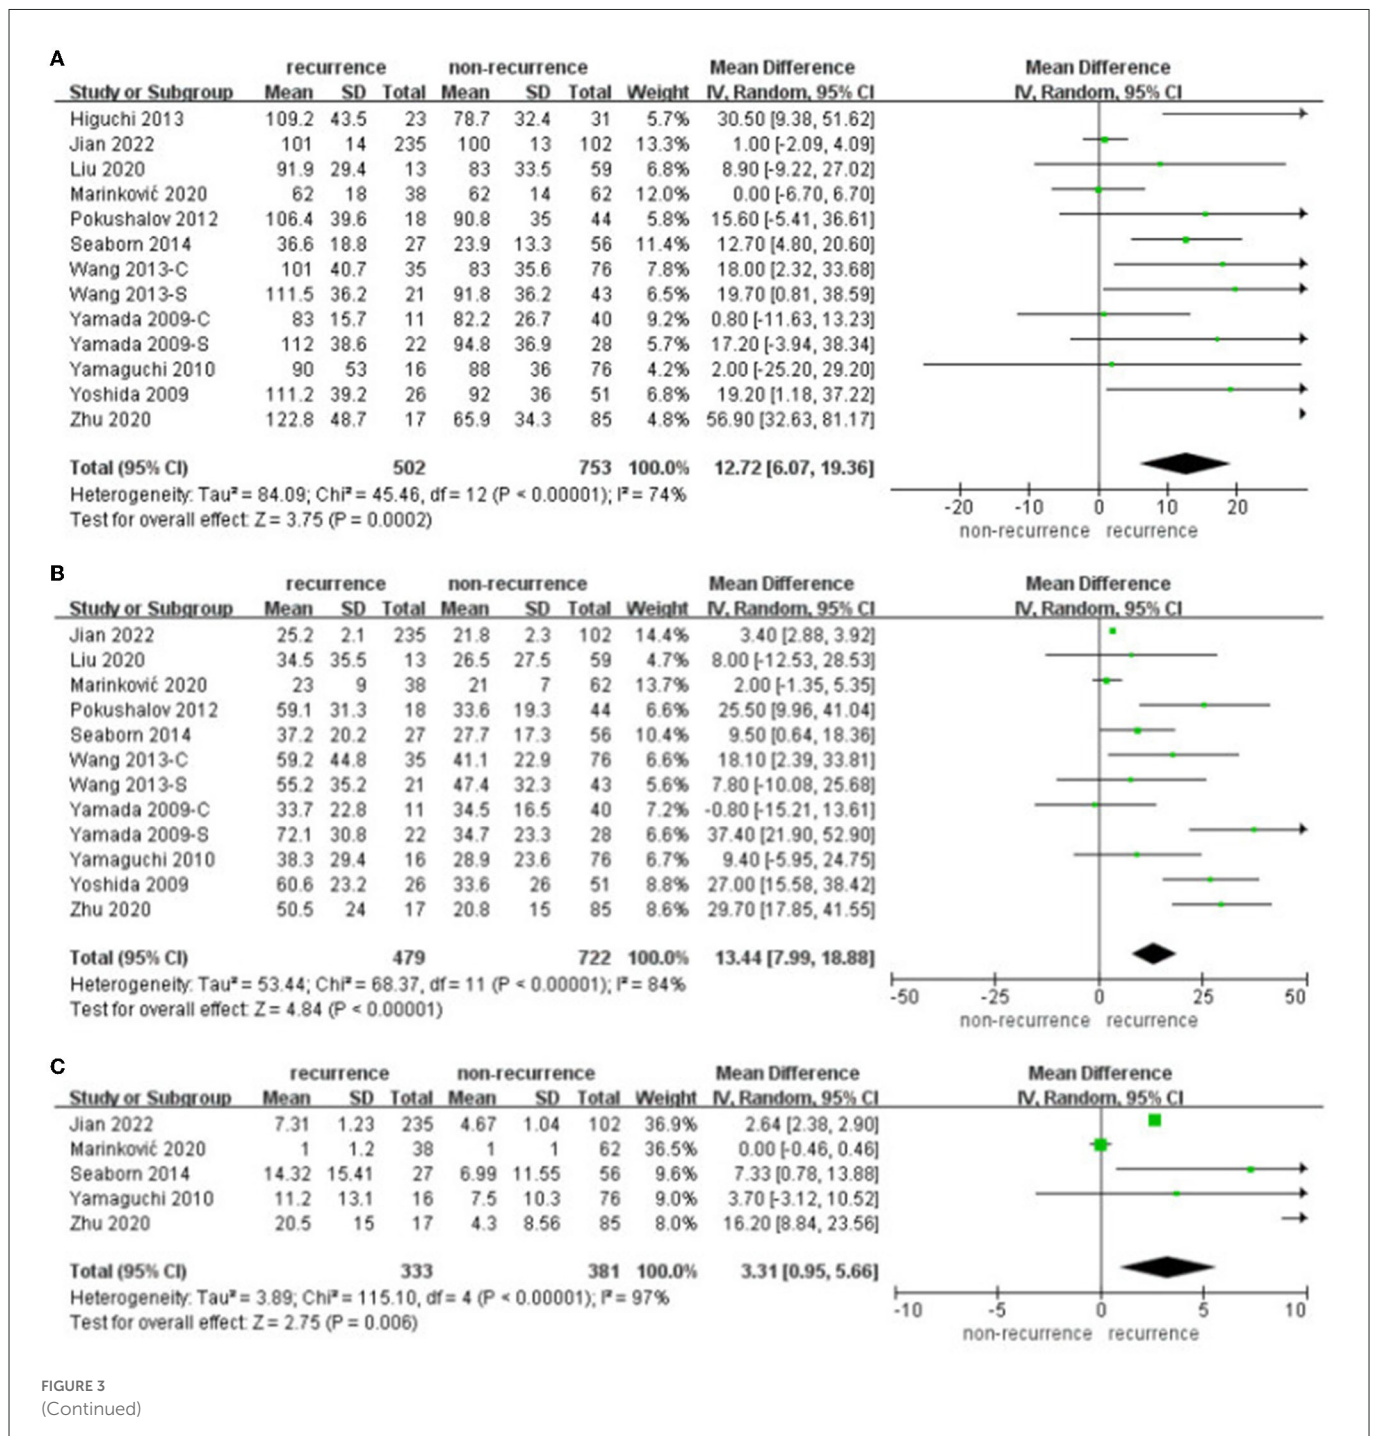 A
recurrence non-recurrence Mean Difference Mean Difference
Study or Subgroup Mean SD Total Mean SD Total Weight IV, Random, 95% CI IV, Random, 95% CI
Higuchi 2013 109.2 43.5 23 78.7 32.4 31 5.7% 30.50 [9.38, 51.62]
Jian 2022 101 14 235 100 13 102 13.3% 1.00 [-2.09, 4.09]
Liu 2020 91.9 29.4 13 83 33.5 59 6.8% 8.90 [-9.22, 27.02]
Marinković 2020 62 18 38 62 14 62 12.0% 0.00 [-6.70, 6.70]
Pokushalov 2012 106.4 39.6 18 90.8 35 44 5.8% 15.60 [-5.41, 36.61]
Seaborn 2014 36.6 18.8 27 23.9 13.3 56 11.4% 12.70 [4.80, 20.60]
Wang 2013-C 101 40.7 35 83 35.6 76 7.8% 18.00 [2.32, 33.68]
Wang 2013-S 111.5 36.2 21 91.8 36.2 43 6.5% 19.70 [0.81, 38.59]
Yamada 2009-C 83 15.7 11 82.2 26.7 40 9.2% 0.80 [-11.63, 13.23]
Yamada 2009-S 112 38.6 22 94.8 36.9 28 5.7% 17.20 [-3.94, 38.34]
Yamaguchi 2010 90 53 16 88 36 76 4.2% 2.00 [-25.20, 29.20]
Yoshida 2009 111.2 39.2 26 92 36 51 6.8% 19.20 [1.18, 37.22]
Zhu 2020 122.8 48.7 17 65.9 34.3 85 4.8% 56.90 [32.63, 81.17]
Total (95% CI) 502 753 100.0% 12.72 [6.07, 19.36]
Heterogeneity: Tau² = 84.09; Chi² = 45.46, df = 12 (P < 0.00001); I² = 74%
Test for overall effect: Z = 3.75 (P = 0.0002)
-20 -10 0 10 20
non-recurrence recurrence
B
recurrence non-recurrence Mean Difference Mean Difference
Study or Subgroup Mean SD Total Mean SD Total Weight IV, Random, 95% CI IV, Random, 95% CI
Jian 2022 25.2 2.1 235 21.8 2.3 102 14.4% 3.40 [2.88, 3.92]
Liu 2020 34.5 35.5 13 26.5 27.5 59 4.7% 8.00 [-12.53, 28.53]
Marinković 2020 23 9 38 21 7 62 13.7% 2.00 [-1.35, 5.35]
Pokushalov 2012 59.1 31.3 18 33.6 19.3 44 6.6% 25.50 [9.96, 41.04]
Seaborn 2014 37.2 20.2 27 27.7 17.3 56 10.4% 9.50 [0.64, 18.36]
Wang 2013-C 59.2 44.8 35 41.1 22.9 76 6.6% 18.10 [2.39, 33.81]
Wang 2013-S 55.2 35.2 21 47.4 32.3 43 5.6% 7.80 [-10.08, 25.68]
Yamada 2009-C 33.7 22.8 11 34.5 16.5 40 7.2% -0.80 [-15.21, 13.61]
Yamada 2009-S 72.1 30.8 22 34.7 23.3 28 6.6% 37.40 [21.90, 52.90]
Yamaguchi 2010 38.3 29.4 16 28.9 23.6 76 6.7% 9.40 [-5.95, 24.75]
Yoshida 2009 60.6 23.2 26 33.6 26 51 8.8% 27.00 [15.58, 38.42]
Zhu 2020 50.5 24 17 20.8 15 85 8.6% 29.70 [17.85, 41.55]
Total (95% CI) 479 722 100.0% 13.44 [7.99, 18.88]
Heterogeneity: Tau² = 53.44; Chi² = 68.37, df = 11 (P < 0.00001); I² = 84%
Test for overall effect: Z = 4.84 (P < 0.00001)
-50 -25 0 25 50
non-recurrence recurrence
C
recurrence non-recurrence Mean Difference Mean Difference
Study or Subgroup Mean SD Total Mean SD Total Weight IV, Random, 95% CI IV, Random, 95% CI
Jian 2022 7.31 1.23 235 4.67 1.04 102 36.9% 2.64 [2.38, 2.90]
Marinković 2020 1 1.2 38 1 1 62 36.5% 0.00 [-0.46, 0.46]
Seaborn 2014 14.32 15.41 27 6.99 11.55 56 9.6% 7.33 [0.78, 13.88]
Yamaguchi 2010 11.2 13.1 16 7.5 10.3 76 9.0% 3.70 [-3.12, 10.52]
Zhu 2020 20.5 15 17 4.3 8.56 85 8.0% 16.20 [8.84, 23.56]
Total (95% CI) 333 381 100.0% 3.31 [0.95, 5.66]
Heterogeneity: Tau² = 3.89; Chi² = 115.10, df = 4 (P < 0.00001); I² = 97%
Test for overall effect: Z = 2.75 (P = 0.006)
-10 -5 0 5 10
non-recurrence recurrence
FIGURE 3
(Continued)